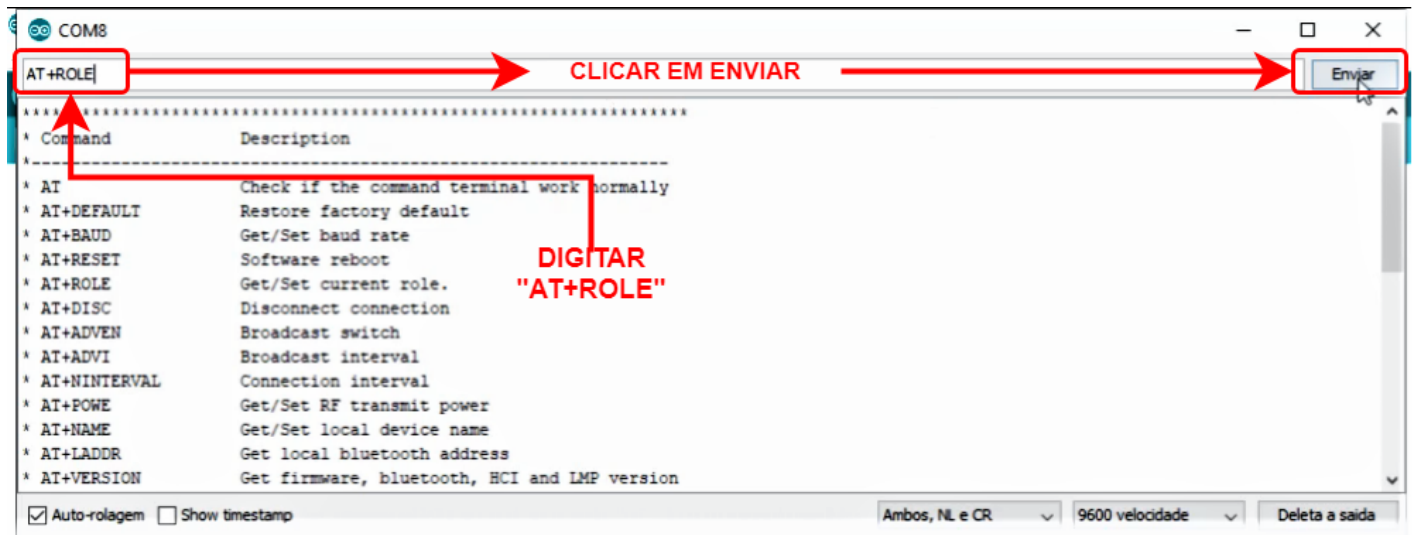 COM8
AT+ROLE
CLICAR EM ENVIAR
Enviar
********************************************************************
* Command Description
*-----------------------------------------------------------------
* AT Check if the command terminal work normally
* AT+DEFAULT Restore factory default
* AT+BAUD Get/Set baud rate
* AT+RESET Software reboot
* AT+ROLE Get/Set current role.
* AT+DISC Disconnect connection
* AT+ADVEN Broadcast switch
* AT+ADVI Broadcast interval
* AT+NINTERVAL Connection interval
* AT+POWE Get/Set RF transmit power
* AT+NAME Get/Set local device name
* AT+LADDR Get local bluetooth address
* AT+VERSION Get firmware, bluetooth, HCI and LMP version
DIGITAR
"AT+ROLE"
Auto-rolagem Show timestamp
Ambos, NL e CR
9600 velocidade
Deleta a saida